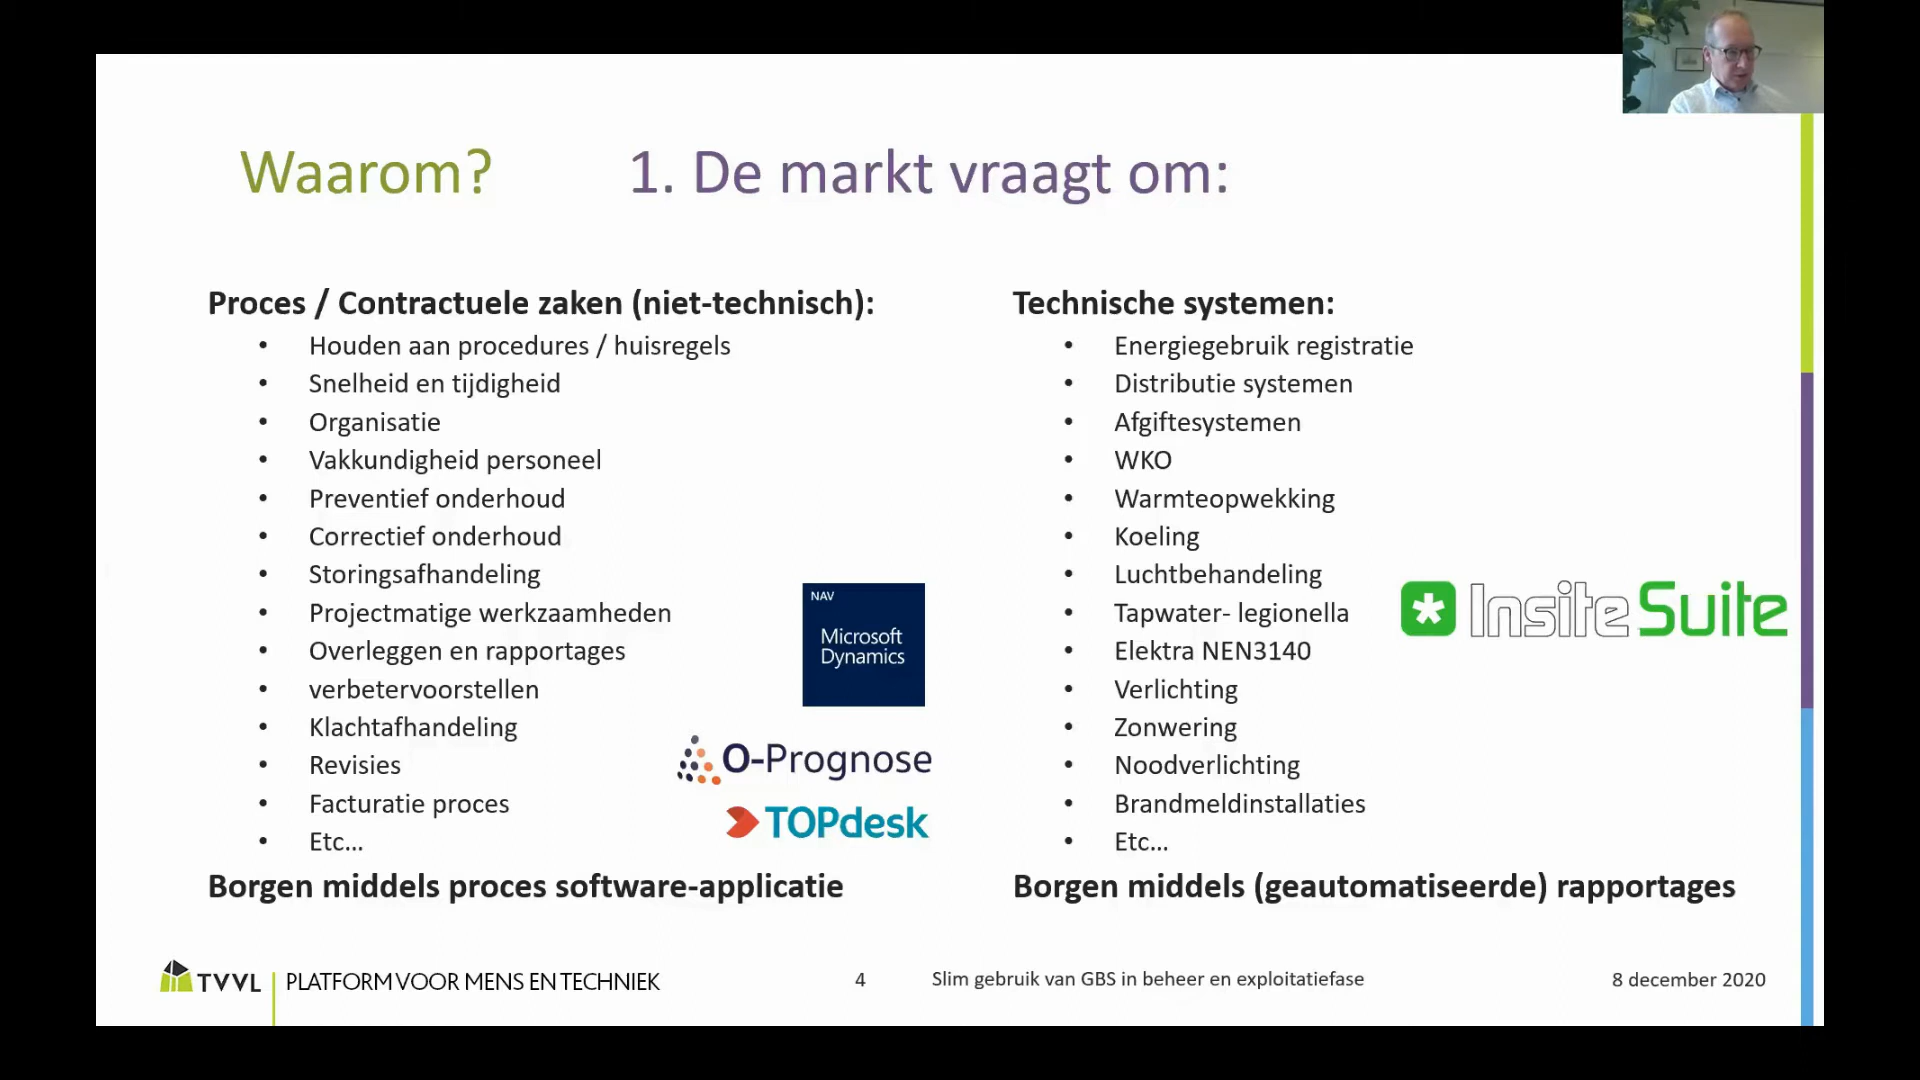 Waarom? 1. De markt vraagt om:
Proces / Contractuele zaken (niet-technisch):
• Houden aan procedures / huisregels
• Snelheid en tijdigheid
• Organisatie
• Vakkundigheid personeel
• Preventief onderhoud
• Correctief onderhoud
• Storingsafhandeling
• Projectmatige werkzaamheden
• Overleggen en rapportages
• verbetervoorstellen
• Klachtafhandeling
• Revisies
• Facturatie proces
• Etc...
Borgen middels proces software-applicatie
NAV
Microsoft
Dynamics
O-Prognose
TOPdesk
Technische systemen:
• Energiegebruik registratie
• Distributie systemen
• Afgiftesystemen
• WKO
• Warmteopwekking
• Koeling
• Luchtbehandeling
• Tapwater- legionella
• Elektra NEN3140
• Verlichting
• Zonwering
• Noodverlichting
• Brandmeldinstallaties
• Etc...
Borgen middels (geautomatiseerde) rapportages
Insite Suite
TVVL PLATFORM VOOR MENS EN TECHNIEK
4
Slim gebruik van GBS in beheer en exploitatiefase
8 december 2020